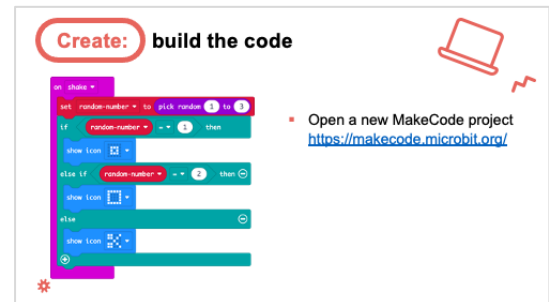 Create: build the code
on shake
set random-number to pick random 1 to 3
if random-number = 1 then
show icon
else if random-number = 2 then
show icon
else
show icon
Open a new MakeCode project
https://makecode.microbit.org/